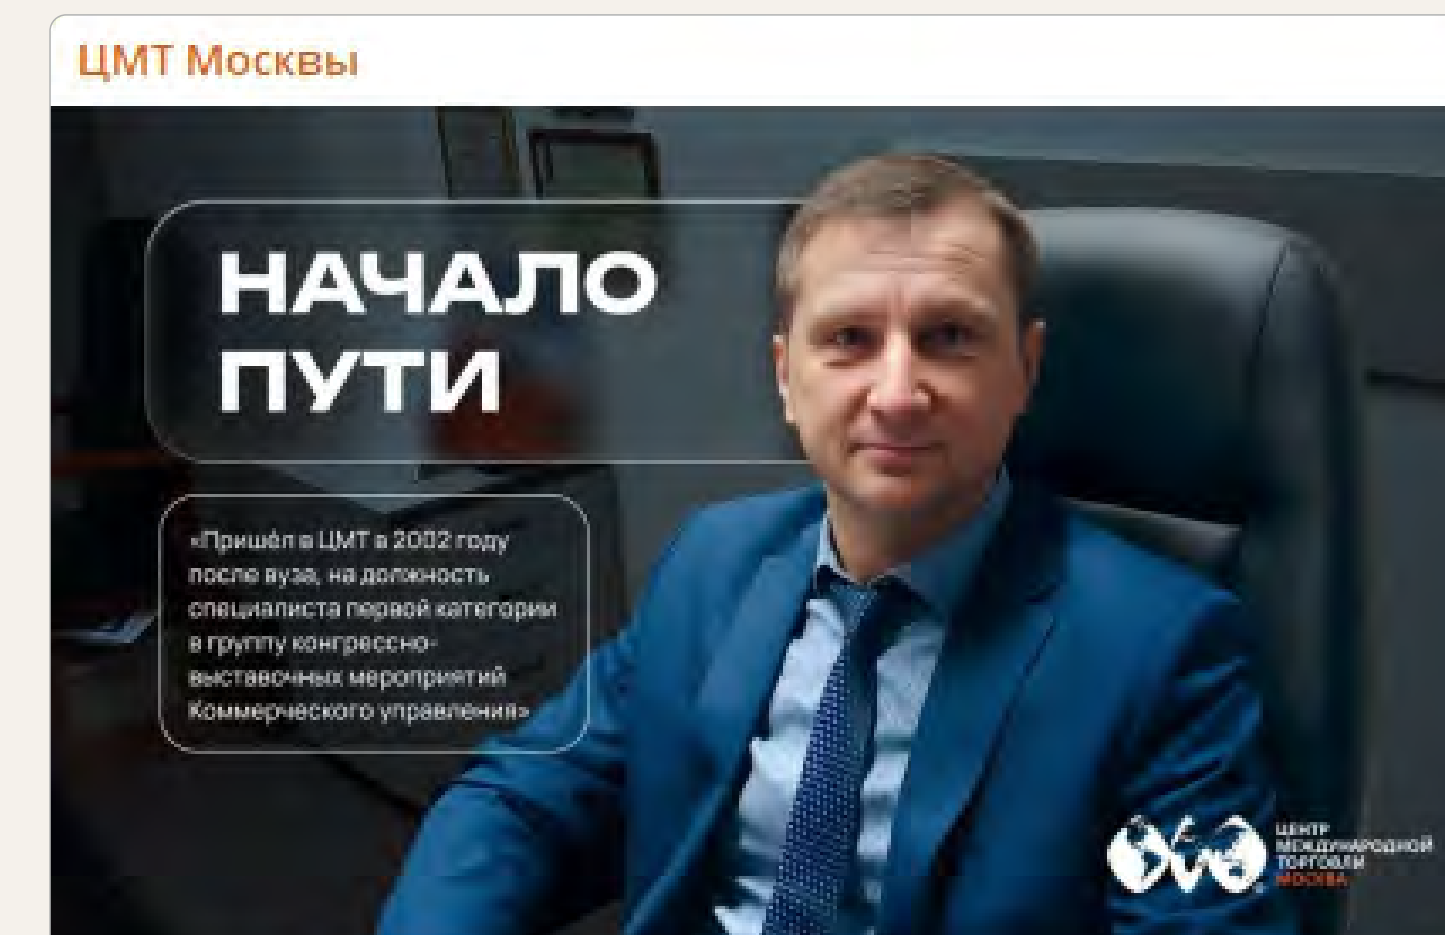 ЦМТ Москвы
НАЧАЛО
ПУТИ
«Пришёл в ЦМТ в 2002 году
после вуза, на должность
специалиста первой категории
в группу конгрессно-
выставочных мероприятий
Коммерческого управления»
ЦЕНТР
МЕЖДУНАРОДНОЙ
ТОРГОВЛИ
МОСКВА